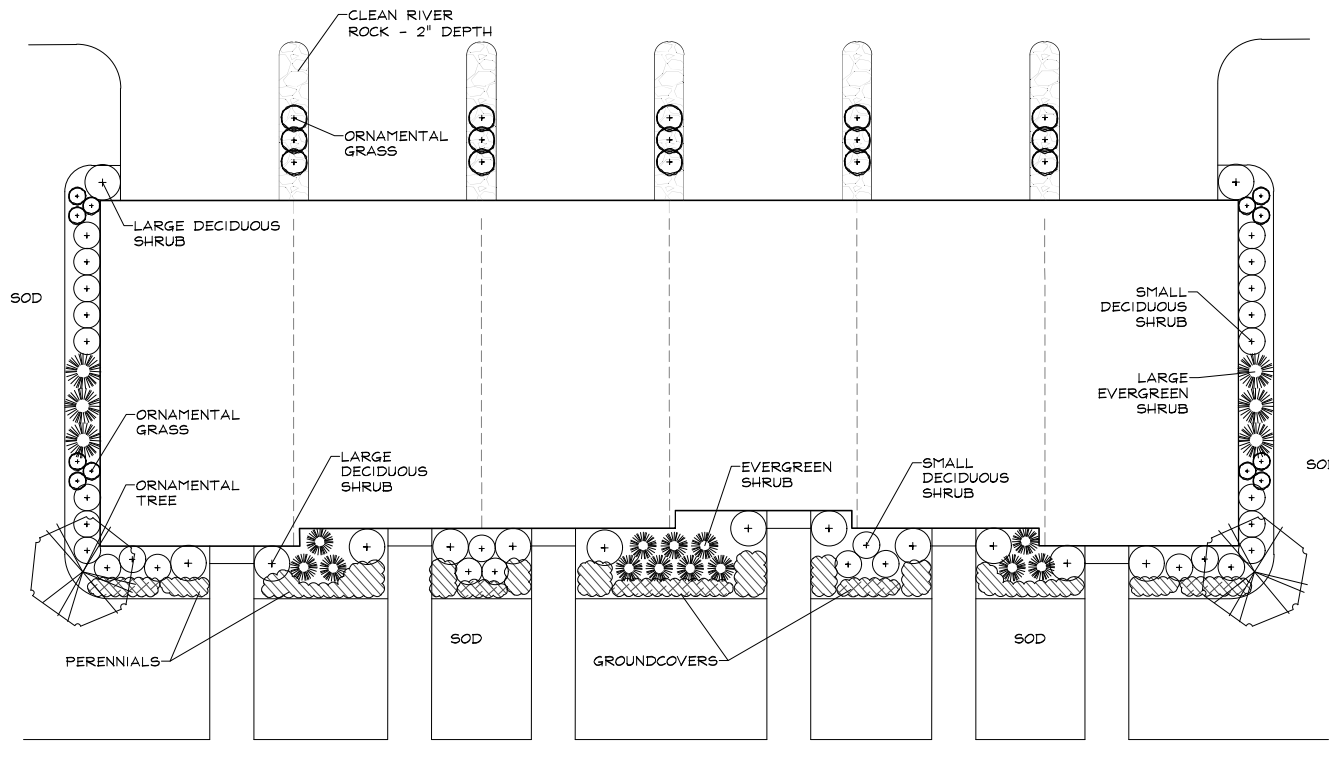 CLEAN RIVER
ROCK - 2" DEPTH
ORNAMENTAL
GRASS
LARGE DECIDUOUS
SHRUB
SOD
SMALL
DECIDUOUS
SHRUB
LARGE
EVERGREEN
SHRUB
ORNAMENTAL
GRASS
ORNAMENTAL
TREE
LARGE
DECIDUOUS
SHRUB
EVERGREEN
SHRUB
SMALL
DECIDUOUS
SHRUB
SOD
SOD
SOD
PERENNIALS
GROUNDCOVERS